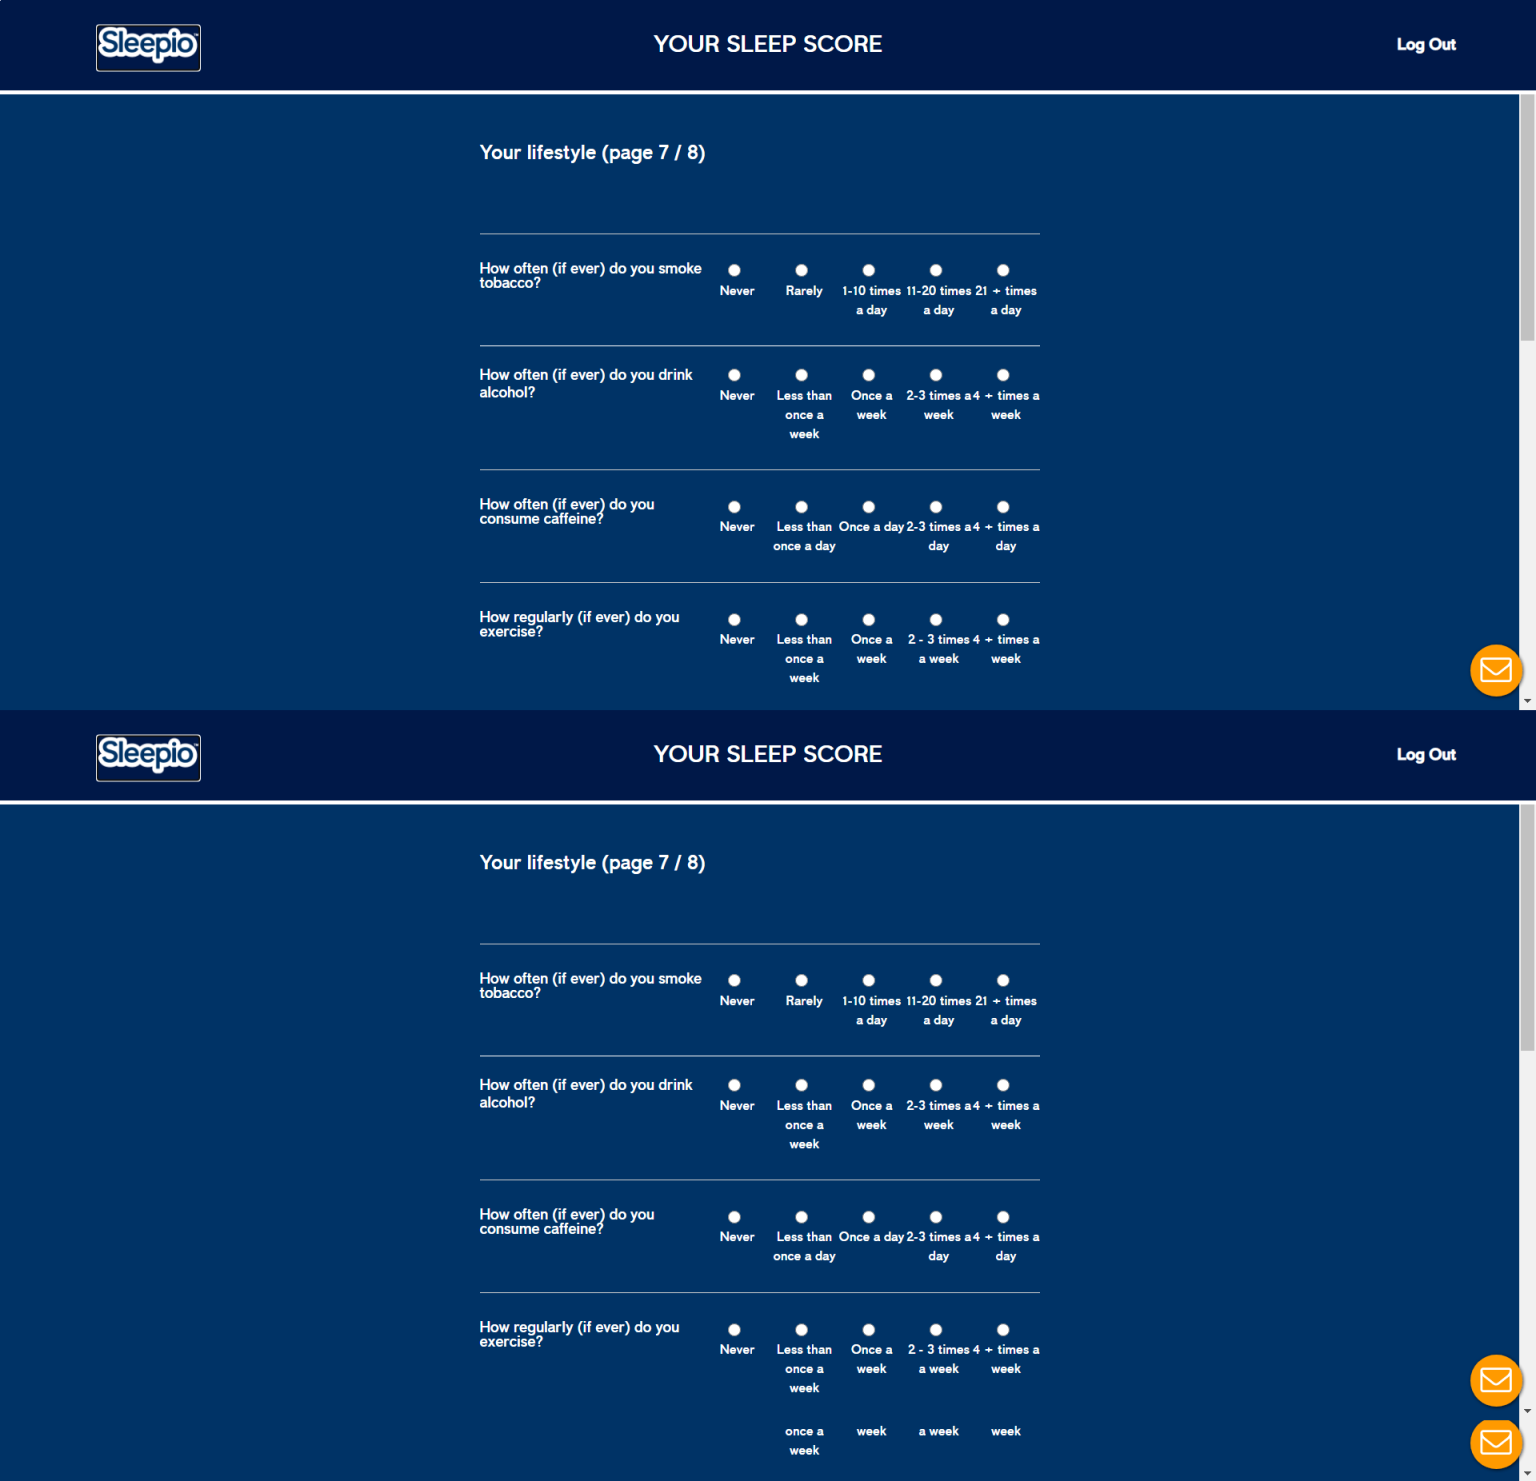 Sleepio™
YOUR SLEEP SCORE
Log Out
Your lifestyle (page 7 / 8)
How often (if ever) do you smoke
tobacco?
Never Rarely 1-10 times 11-20 times 21 + times
a day a day a day
How often (if ever) do you drink
alcohol?
Never Less than Once a 2-3 times a 4 + times a
once a week week week
week
How often (if ever) do you
consume caffeine?
Never Less than Once a day 2-3 times a 4 + times a
once a day day day
How regularly (if ever) do you
exercise?
Never Less than Once a 2 - 3 times 4 + times a
once a week a week week
week
Sleepio™
YOUR SLEEP SCORE
Log Out
Your lifestyle (page 7 / 8)
How often (if ever) do you smoke
tobacco?
Never Rarely 1-10 times 11-20 times 21 + times
a day a day a day
How often (if ever) do you drink
alcohol?
Never Less than Once a 2-3 times a 4 + times a
once a week week week
week
How often (if ever) do you
consume caffeine?
Never Less than Once a day 2-3 times a 4 + times a
once a day day day
How regularly (if ever) do you
exercise?
Never Less than Once a 2 - 3 times 4 + times a
once a week a week week
week
once a week a week week
week